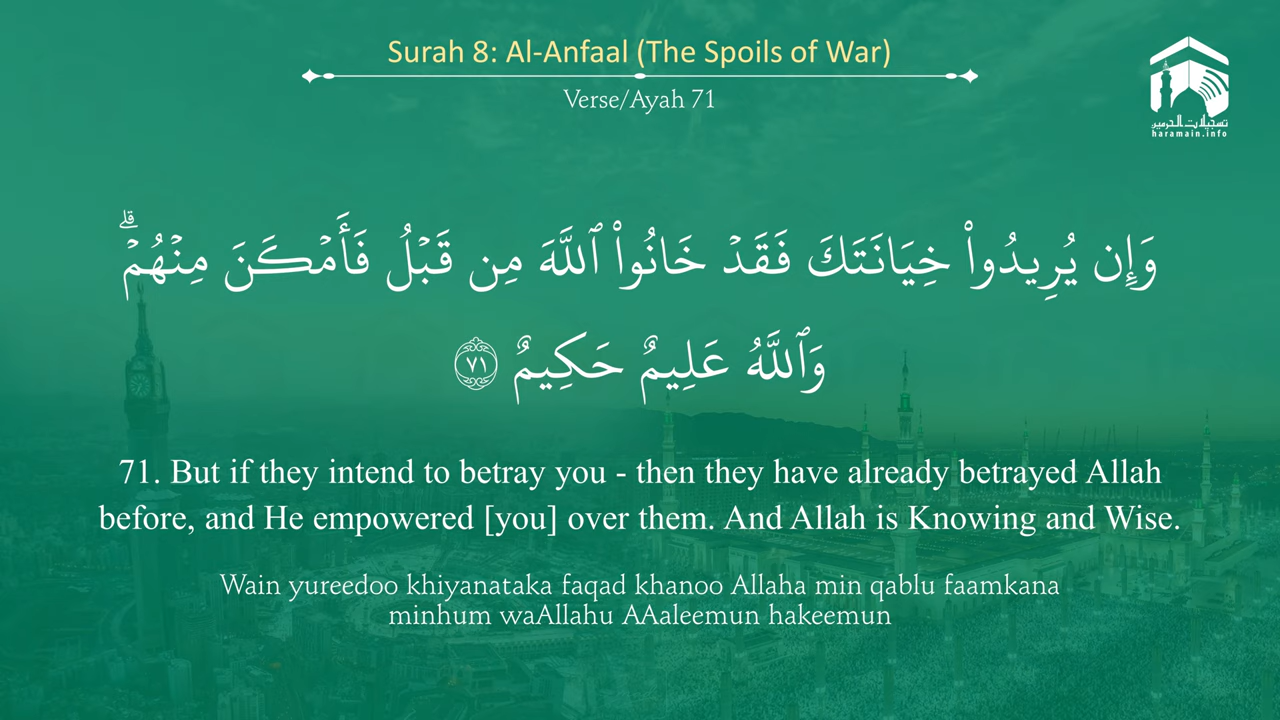 Surah 8: Al-Anfaal (The Spoils of War)
Verse/Ayah 71
تسجيلات الحرمين
haramain.info
وَإِن يُرِيدُوا۟ خِيَانَتَكَ فَقَدْ خَانُوا۟ ٱللَّهَ مِن قَبْلُ فَأَمْكَنَ مِنْهُمْ ۗ
وَٱللَّهُ عَلِيمٌ حَكِيمٌ ٧١
71. But if they intend to betray you - then they have already betrayed Allah
before, and He empowered [you] over them. And Allah is Knowing and Wise.
Wain yureedoo khiyanataka faqad khanoo Allaha min qablu faamkana
minhum waAllahu AAaleemun hakeemun